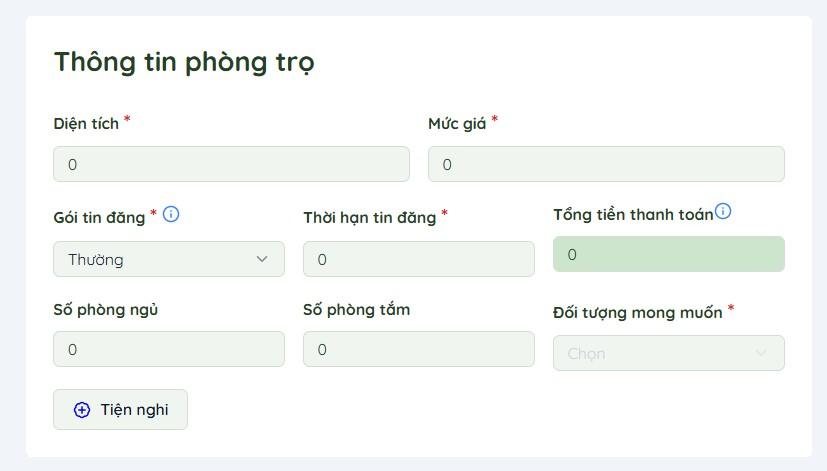 Thông tin phòng trọ
Diện tích * Mức giá *
0 0
Gói tin đăng * Thời hạn tin đăng * Tổng tiền thanh toán
Thường 0 0
Số phòng ngủ Số phòng tắm Đối tượng mong muốn *
0 0 Chọn
Tiện nghi